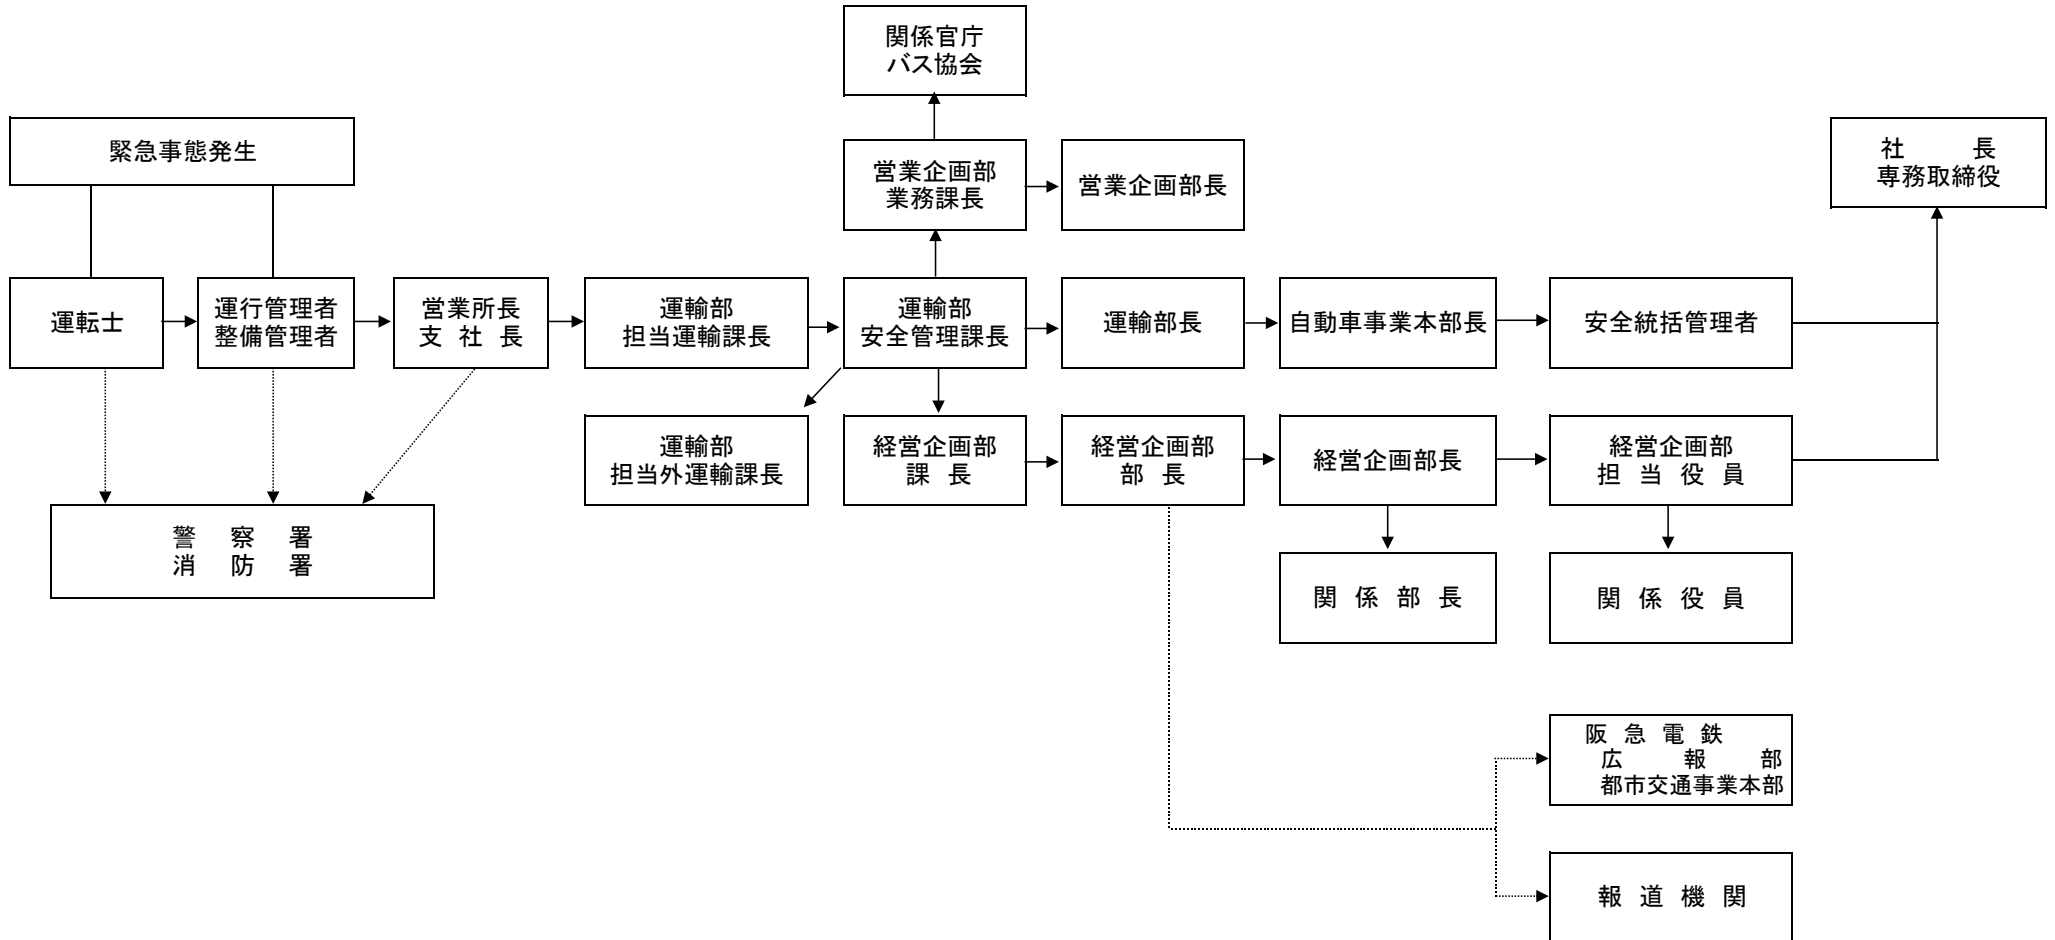 関係官庁
バス協会
緊急事態発生
営業企画部
業務課長
営業企画部長
社　　長
専務取締役
運転士
運行管理者
整備管理者
営業所長
支 社 長
運輸部
担当運輸課長
運輸部
安全管理課長
運輸部長
自動車事業本部長
安全統括管理者
運輸部
担当外運輸課長
経営企画部
課 長
経営企画部
部 長
経営企画部長
経営企画部
担 当 役 員
警 察 署
消 防 署
関 係 部 長
関 係 役 員
阪 急 電 鉄
広 報 部
都市交通事業本部
報 道 機 関